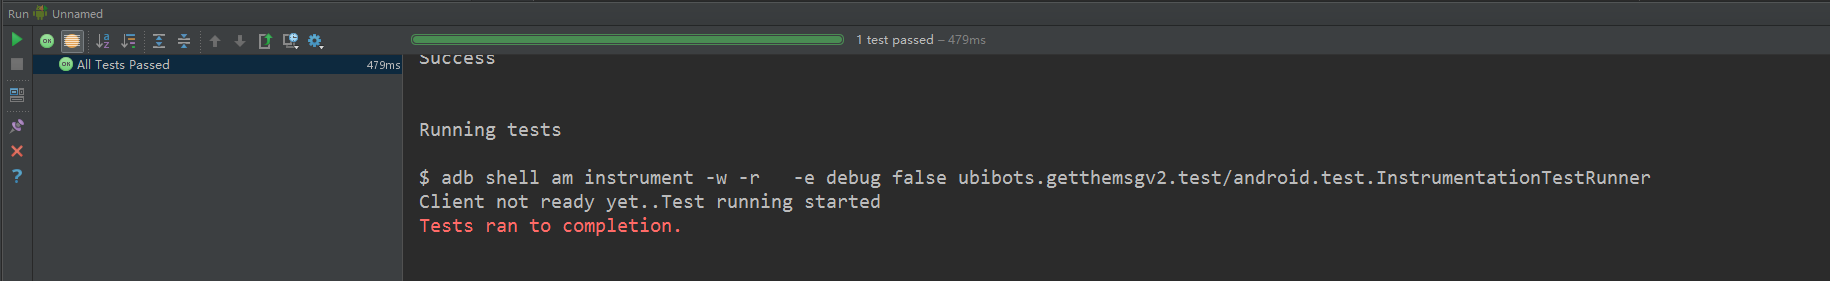 Run Unnamed
1 test passed – 479ms
All Tests Passed 479ms
Success
Running tests
$ adb shell am instrument -w -r   -e debug false ubibots.getthemsgv2.test/android.test.InstrumentationTestRunner
Client not ready yet..Test running started
Tests ran to completion.